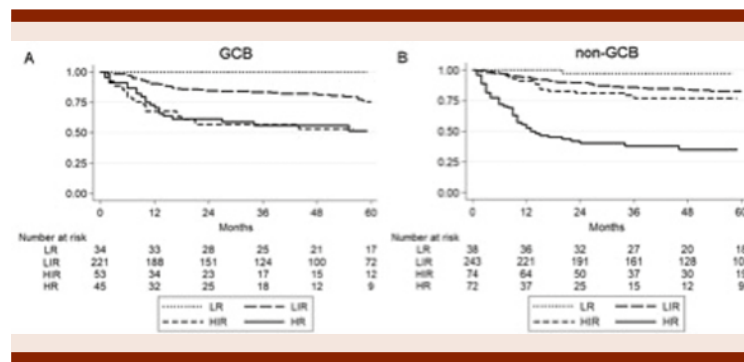 A GCB
1.00
0.75
0.50
0.25
0.00
0 12 24 36 48 60
Months
Number at risk
LR 34 33 28 25 21 17
LIR 221 188 151 124 100 72
HIR 53 34 23 17 15 12
HR 45 32 25 18 12 9
LR LIR
HIR HR
B non-GCB
1.00
0.75
0.50
0.25
0.00
0 12 24 36 48 60
Months
Number at risk
LR 38 36 32 27 20
LIR 243 221 191 161 128
HIR 74 64 50 37 30
HR 72 37 25 15 12 9
LR LIR
HIR HR